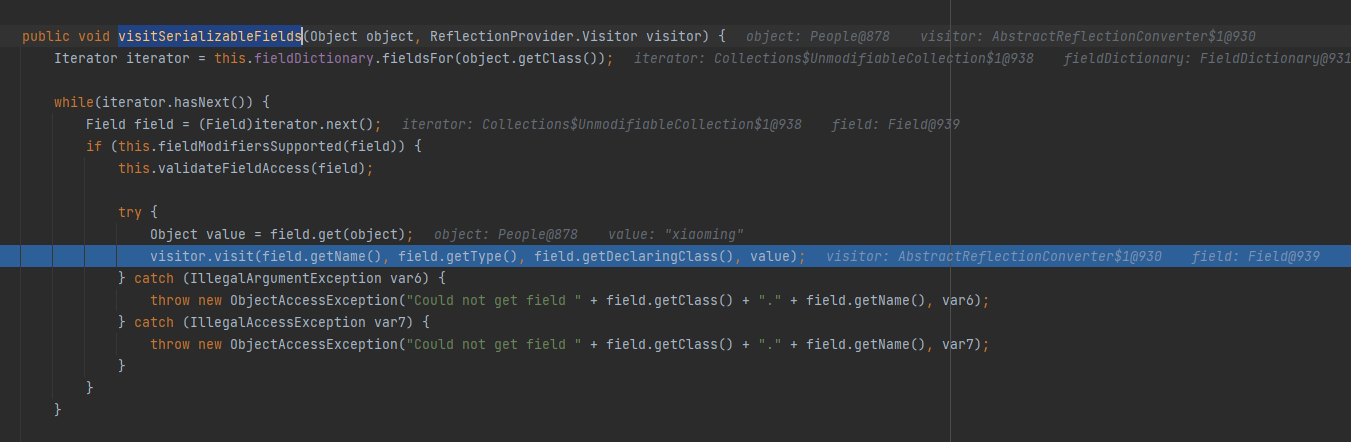 public void visitSerializableFields(Object object, ReflectionProvider.Visitor visitor) {   object: People@878   visitor: AbstractReflectionConverter$1@930
    Iterator iterator = this.fieldDictionary.fieldsFor(object.getClass());   iterator: Collections$UnmodifiableCollection$1@938   fieldDictionary: FieldDictionary@931
    while(iterator.hasNext()) {
        Field field = (Field)iterator.next();   iterator: Collections$UnmodifiableCollection$1@938   field: Field@939
        if (this.fieldModifiersSupported(field)) {
            this.validateFieldAccess(field);
            try {
                Object value = field.get(object);   object: People@878   value: "xiaoming"
                visitor.visit(field.getName(), field.getType(), field.getDeclaringClass(), value);   visitor: AbstractReflectionConverter$1@930   field: Field@939
            } catch (IllegalArgumentException var6) {
                throw new ObjectAccessException("Could not get field " + field.getClass() + "." + field.getName(), var6);
            } catch (IllegalAccessException var7) {
                throw new ObjectAccessException("Could not get field " + field.getClass() + "." + field.getName(), var7);
            }
        }
    }